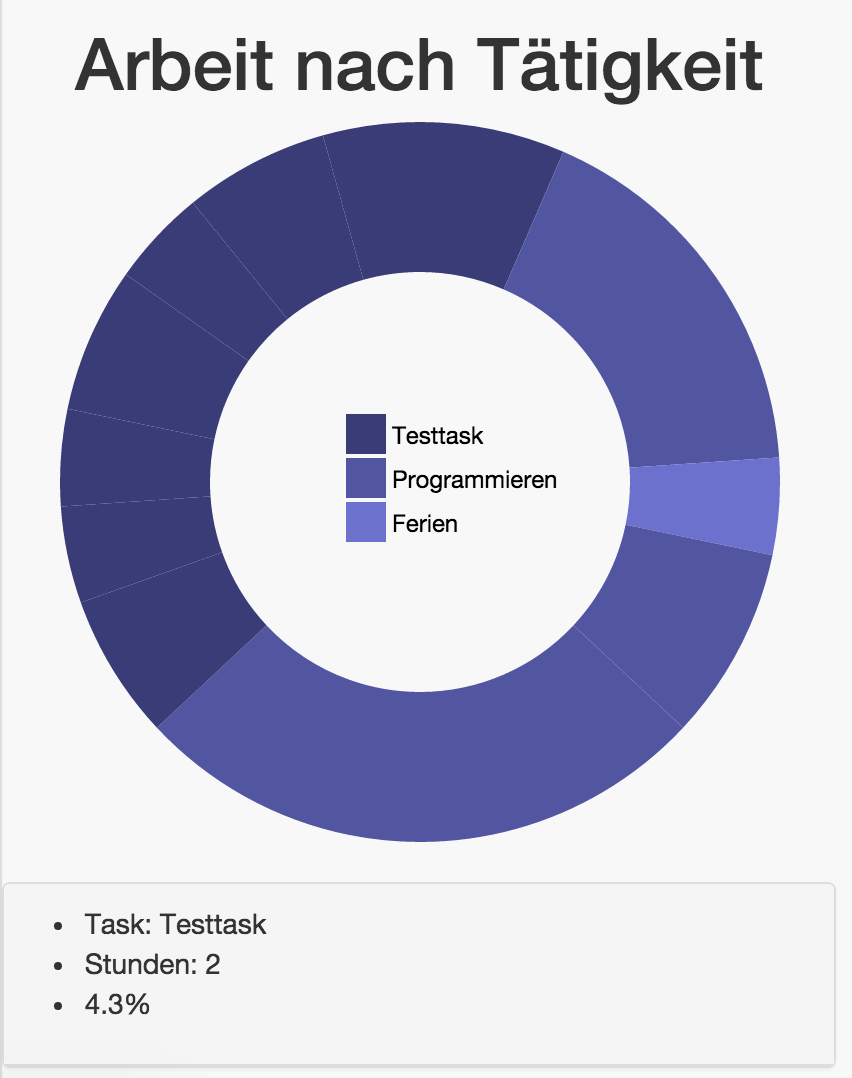 Arbeit nach Tätigkeit
Testtask
Programmieren
Ferien
• Task: Testtask
• Stunden: 2
• 4.3%